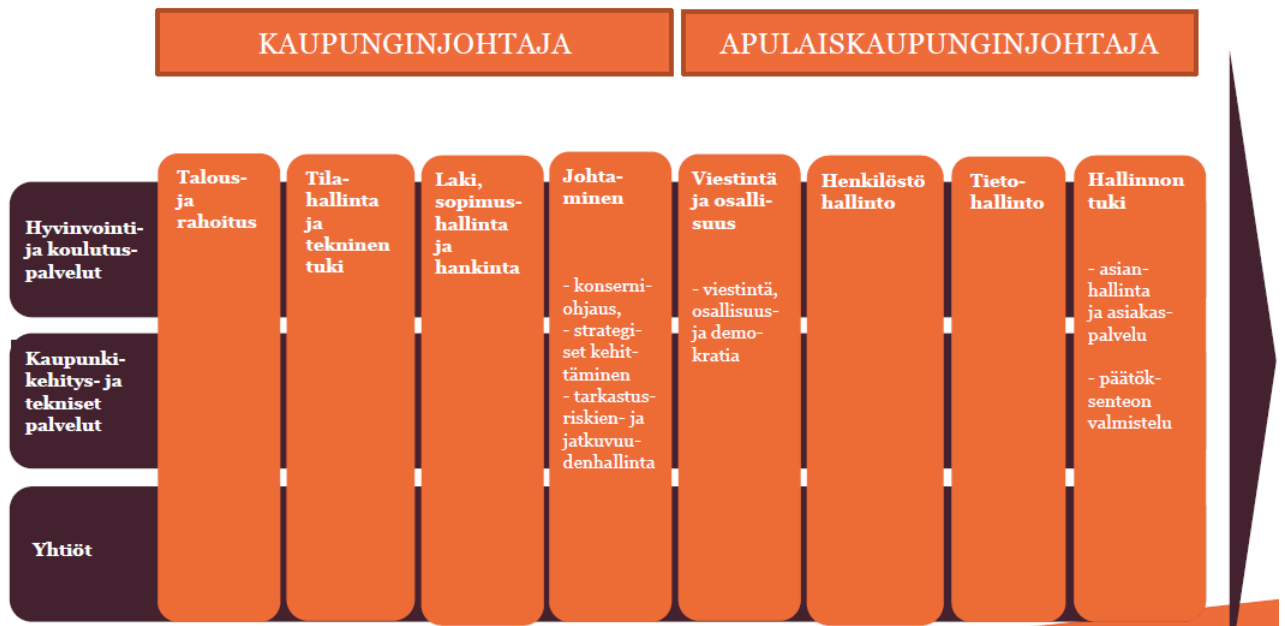 KAUPUNGINJOHTAJA
APULAISKAUPUNGINJOHTAJA
Hyvinvointi-
ja koulutus-
palvelut
Kaupunki-
kehitys- ja
tekniset
palvelut
Yhtiöt
Talous-
ja
rahoitus
Tila-
hallinta
ja
tekninen
tuki
Laki,
sopimus-
hallinta
ja
hankinta
Johta-
minen
- konserni-
ohjaus,
- strategi-
set kehit-
täminen
- tarkastus-
riskien- ja
jatkuvuu-
denhallinta
Viestintä
ja osalli-
suus
- viestintä,
osallisuus-
ja demo-
kratia
Henkilöstö
hallinto
Tieto-
hallinto
Hallinnon
tuki
- asian-
hallinta
ja asiakas-
palvelu
- päätök-
senteon
valmistelu